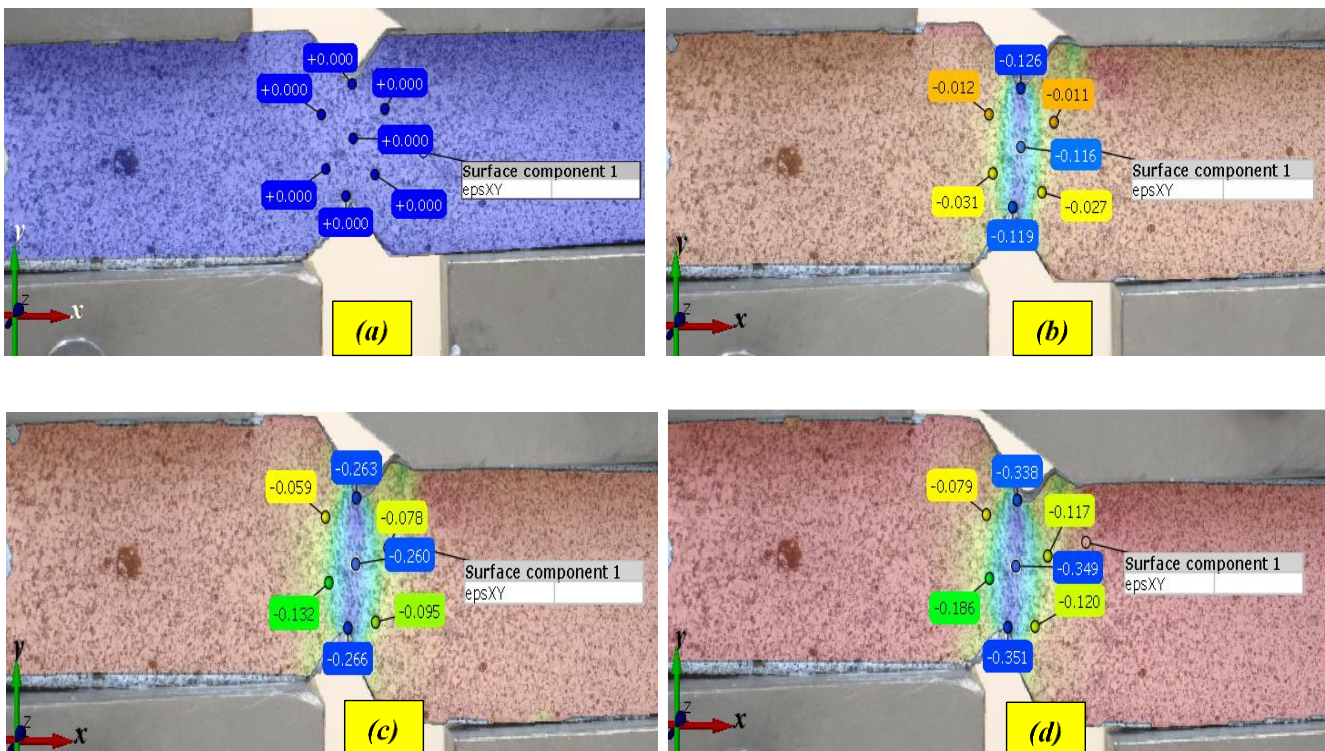 +0.000
+0.000
+0.000
+0.000
+0.000
+0.000
+0.000
Surface component 1
epsXY
y
z
x
(a)
-0.126
-0.012
-0.011
-0.116
-0.031
-0.027
-0.119
Surface component 1
epsXY
y
z
x
(b)
-0.263
-0.059
-0.078
-0.260
-0.132
-0.095
-0.266
Surface component 1
epsXY
y
z
x
(c)
-0.338
-0.079
-0.117
-0.349
-0.186
-0.120
-0.351
Surface component 1
epsXY
y
z
x
(d)